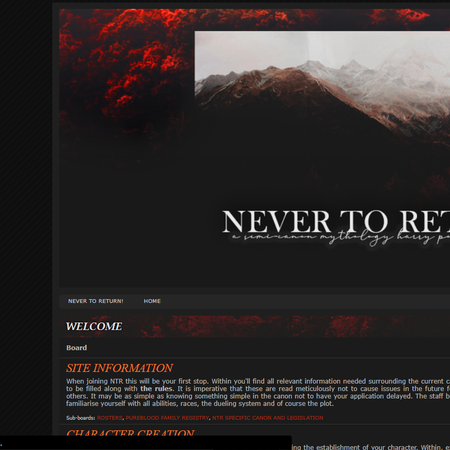 NEVER TO RET
a semi-canon mythology harry po
NEVER TO RETURN! HOME
WELCOME
Board
SITE INFORMATION
When joining NTR this will be your first stop. Within you'll find all relevant information needed surrounding the current c
to be filled along with the rules. It is imperative that these are read meticulously not to cause issues in the future f
others. It may be as simple as knowing something simple in the canon not to have your application delayed. The staff
familiarise yourself with all abilities, races, the dueling system and of course the plot.
Sub-boards: ROSTERS, PUREBLOOD FAMILY REGISTRY, NTR SPECIFIC CANON AND LEGISLATION
CHARACTER CREATION
ing the establishment of your character. Within,